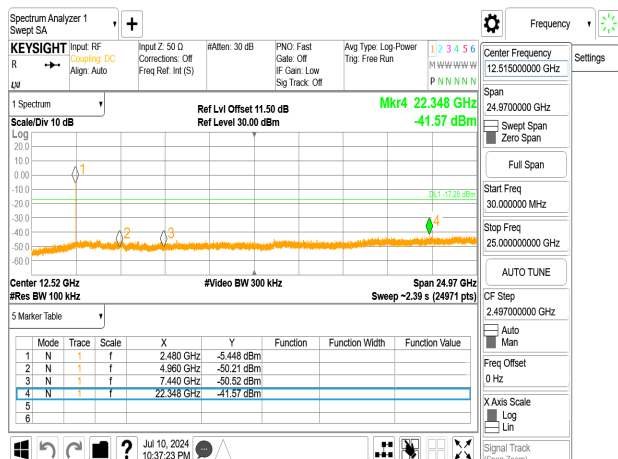 Spectrum Analyzer 1
Swept SA
Frequency
KEYSIGHT
R
Input: RF
Coupling: DC
Align: Auto
Input Z: 50 Ω
Corrections: Off
Freq Ref: Int (S)
#Atten: 30 dB
PNO: Fast
Gate: Off
IF Gain: Low
Sig Track: Off
Avg Type: Log-Power
Trig: Free Run
1 2 3 4 5 6
M W W W W W
P N N N N N
Center Frequency
12.515000000 GHz
Settings
Span
24.9700000 GHz
Swept Span
Zero Span
Full Span
Start Freq
30.000000 MHz
Stop Freq
25.000000000 GHz
AUTO TUNE
CF Step
2.497000000 GHz
Auto
Man
Freq Offset
0 Hz
X Axis Scale
Log
Lin
Signal Track
(Span Zoom)
1 Spectrum
Scale/Div 10 dB
Ref Lvl Offset 11.50 dB
Ref Level 30.00 dBm
Mkr4 22.348 GHz
-41.57 dBm
Log
20.0
10.0
0.00
-10.0
-20.0
-30.0
-40.0
-50.0
-60.0
1
2
3
4
DL1 -17.29 dBm
Center 12.52 GHz
#Video BW 300 kHz
Span 24.97 GHz
#Res BW 100 kHz
Sweep ~2.39 s (24971 pts)
5 Marker Table
Mode Trace Scale X Y Function Function Width Function Value
1 N 1 f 2.480 GHz -5.448 dBm
2 N 1 f 4.960 GHz -50.21 dBm
3 N 1 f 7.440 GHz -50.52 dBm
4 N 1 f 22.348 GHz -41.57 dBm
5
6
?
Jul 10, 2024
10:37:23 PM